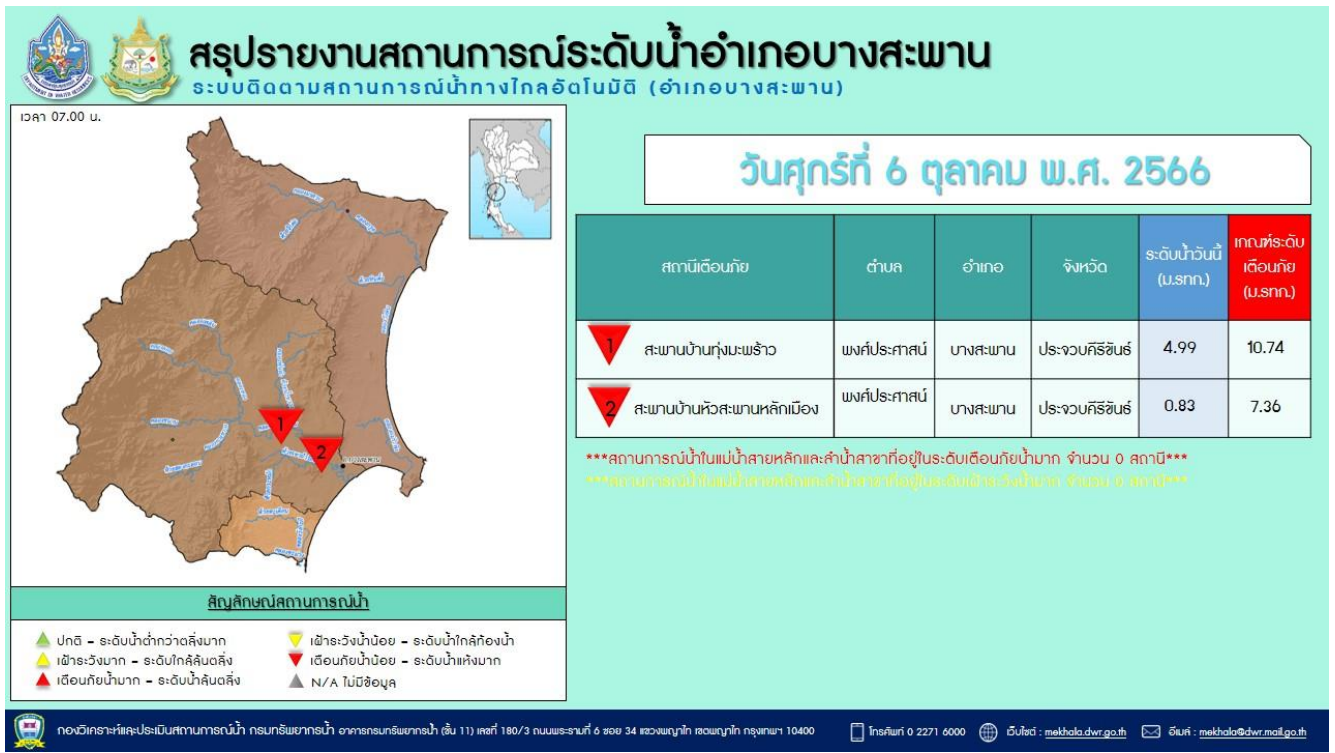 สรุปรายงานสถานการณ์ระดับน้ำอำเภอบางสะพาน
ระบบติดตามสถานการณ์น้ำทางไกลอัตโนมัติ (อำเภอบางสะพาน)
เวลา 07.00 น.
วันศุกร์ที่ 6 ตุลาคม พ.ศ. 2566
สถานีเตือนภัย ตำบล อำเภอ จังหวัด ระดับน้ำวันนี้ (ม.รทก.) เกณฑ์ระดับเตือนภัย (ม.รทก.)
1 สะพานบ้านทุ่งมะพร้าว พงศ์ประศาสน์ บางสะพาน ประจวบคีรีขันธ์ 4.99 10.74
2 สะพานบ้านหัวสะพานหลักเมือง พงศ์ประศาสน์ บางสะพาน ประจวบคีรีขันธ์ 0.83 7.36
***สถานการณ์น้ำในแม่น้ำสายหลักและลำน้ำสาขาที่อยู่ในระดับเตือนภัยน้ำมาก จำนวน 0 สถานี***
***สถานการณ์น้ำในแม่น้ำสายหลักและลำน้ำสาขาที่อยู่ในระดับเฝ้าระวังน้ำมาก จำนวน 0 สถานี***
1
2
สัญลักษณ์สถานการณ์น้ำ
ปกติ - ระดับน้ำต่ำกว่าตลิ่งมาก
เฝ้าระวังมาก - ระดับใกล้ล้นตลิ่ง
เตือนภัยน้ำมาก - ระดับน้ำล้นตลิ่ง
เฝ้าระวังน้ำน้อย - ระดับน้ำใกล้ท้องน้ำ
เตือนภัยน้ำน้อย - ระดับน้ำแห้งมาก
N/A ไม่มีข้อมูล
กองวิเคราะห์และประเมินสถานการณ์น้ำ กรมทรัพยากรน้ำ อาคารกรมทรัพยากรน้ำ (ชั้น 11) เลขที่ 180/3 ถนนพระรามที่ 6 ซอย 34 แขวงพญาไท เขตพญาไท กรุงเทพฯ 10400 โทรศัพท์ 0 2271 6000 เว็บไซต์ : mekhala.dwr.go.th อีเมล์ : mekhala@dwr.mail.go.th